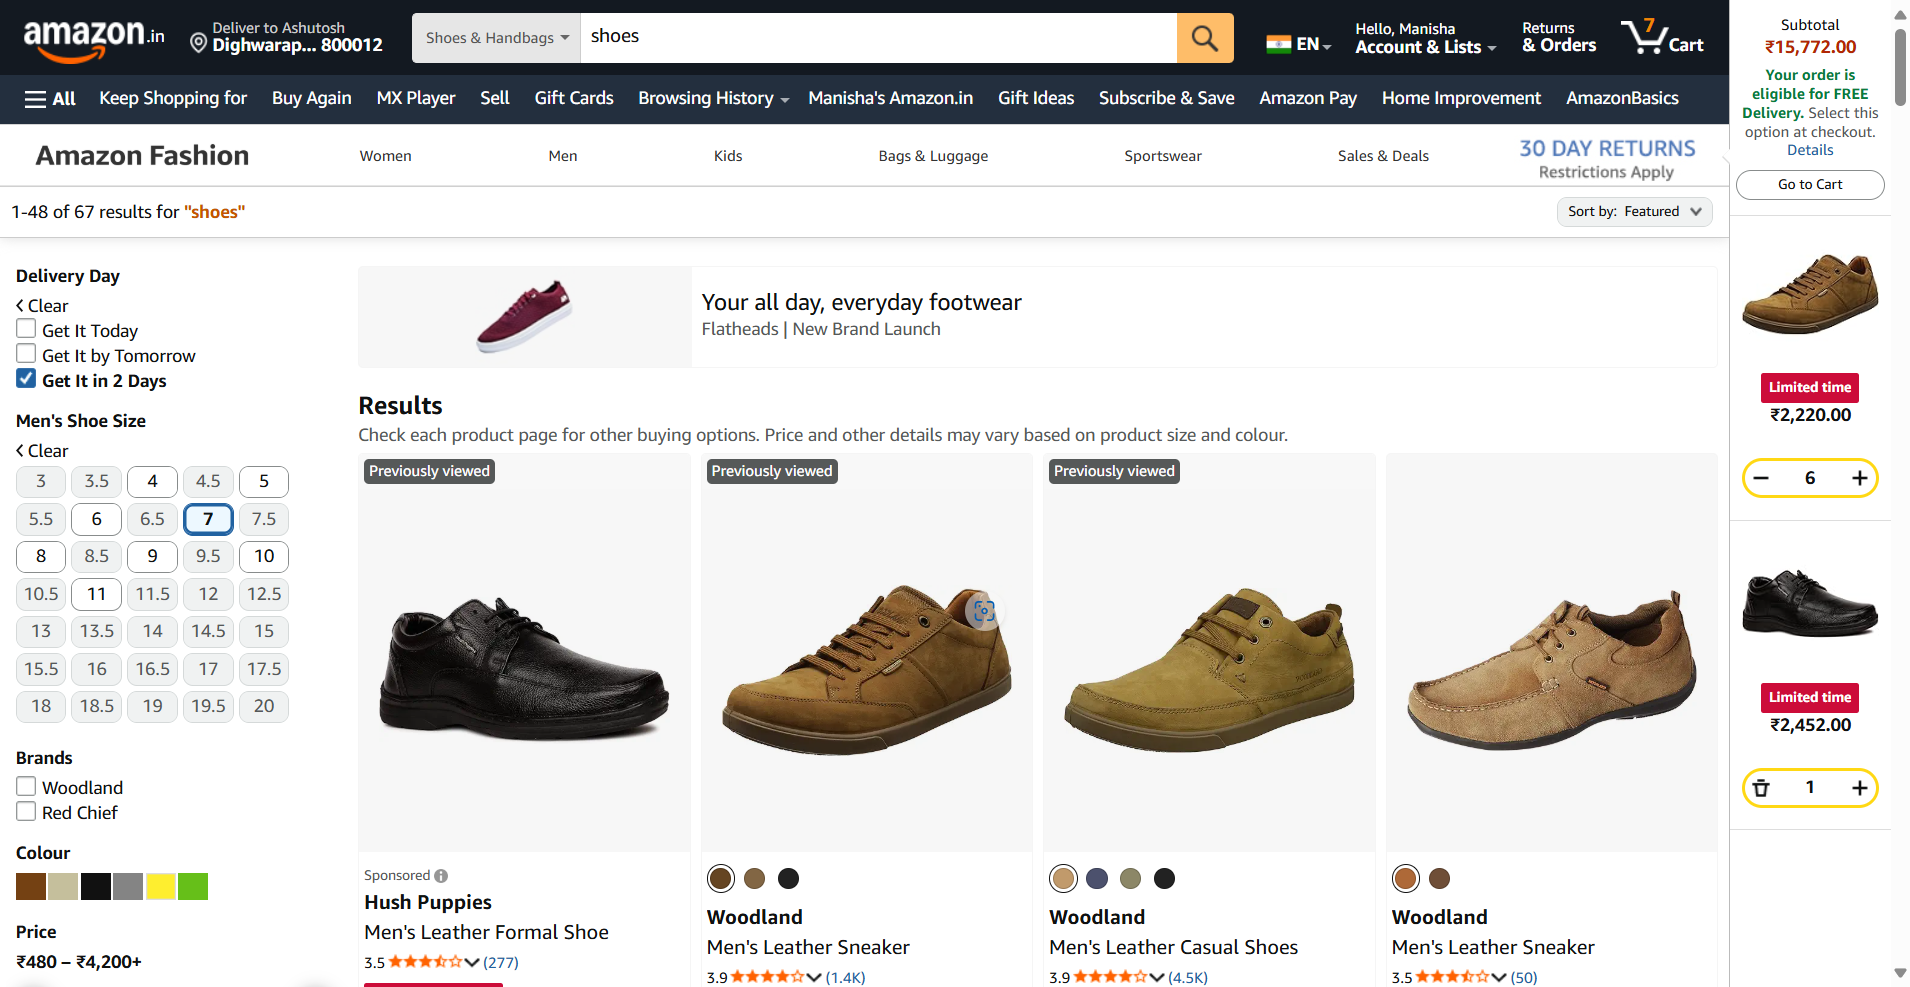 amazon.in
Deliver to Ashutosh
Dighwarap... 800012
Shoes & Handbags
shoes
EN
Hello, Manisha
Account & Lists
Returns
& Orders
7
Cart
All
Keep Shopping for
Buy Again
MX Player
Sell
Gift Cards
Browsing History
Manisha's Amazon.in
Gift Ideas
Subscribe & Save
Amazon Pay
Home Improvement
AmazonBasics
Amazon Fashion
Women
Men
Kids
Bags & Luggage
Sportswear
Sales & Deals
30 DAY RETURNS
Restrictions Apply
1-48 of 67 results for "shoes"
Sort by: Featured
Delivery Day
Clear
Get It Today
Get It by Tomorrow
Get It in 2 Days
Men's Shoe Size
Clear
3 3.5 4 4.5 5
5.5 6 6.5 7 7.5
8 8.5 9 9.5 10
10.5 11 11.5 12 12.5
13 13.5 14 14.5 15
15.5 16 16.5 17 17.5
18 18.5 19 19.5 20
Brands
Woodland
Red Chief
Colour
Price
₹480 – ₹4,200+
Your all day, everyday footwear
Flatheads | New Brand Launch
Results
Check each product page for other buying options. Price and other details may vary based on product size and colour.
Previously viewed
Sponsored
Hush Puppies
Men's Leather Formal Shoe
3.5 (277)
Previously viewed
Woodland
Men's Leather Sneaker
3.9 (1.4K)
Previously viewed
Woodland
Men's Leather Casual Shoes
3.9 (4.5K)
Woodland
Men's Leather Sneaker
3.5 (50)
Subtotal
₹15,772.00
Your order is
eligible for FREE
Delivery. Select this
option at checkout.
Details
Go to Cart
Limited time
₹2,220.00
6
Limited time
₹2,452.00
1